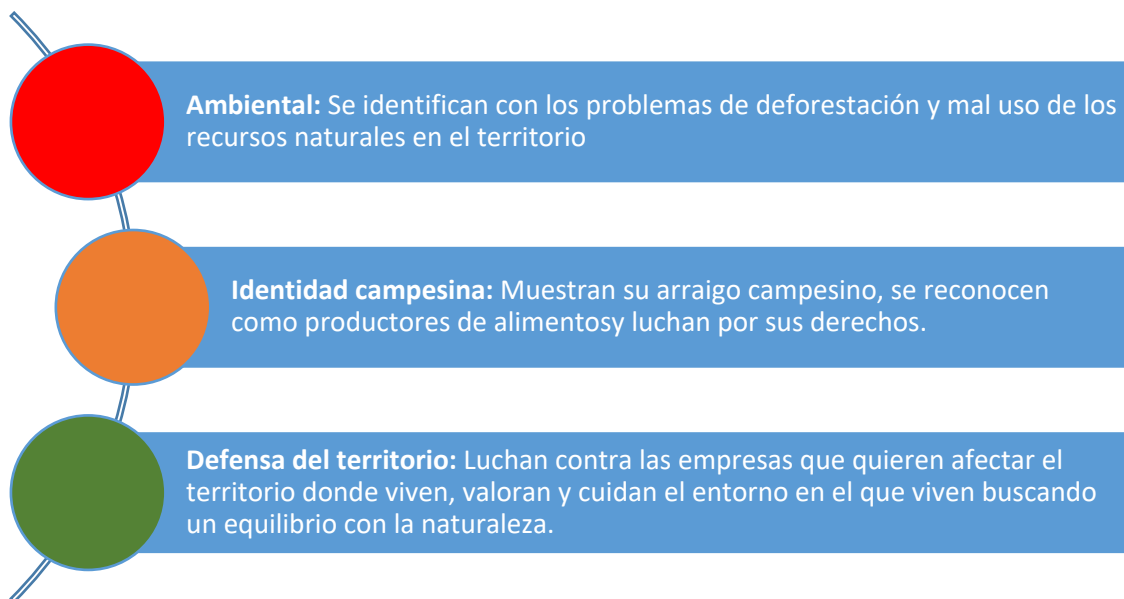 Ambiental: Se identifican con los problemas de deforestación y mal uso de los
recursos naturales en el territorio
Identidad campesina: Muestran su arraigo campesino, se reconocen
como productores de alimentosy luchan por sus derechos.
Defensa del territorio: Luchan contra las empresas que quieren afectar el
territorio donde viven, valoran y cuidan el entorno en el que viven buscando
un equilibrio con la naturaleza.